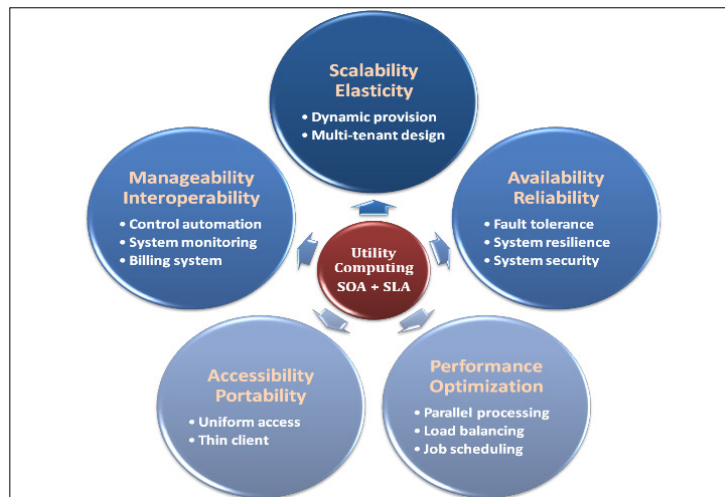 Scalability
Elasticity
• Dynamic provision
• Multi-tenant design
Manageability
Interoperability
• Control automation
• System monitoring
• Billing system
Availability
Reliability
• Fault tolerance
• System resilience
• System security
Utility
Computing
SOA + SLA
Accessibility
Portability
• Uniform access
• Thin client
Performance
Optimization
• Parallel processing
• Load balancing
• Job scheduling